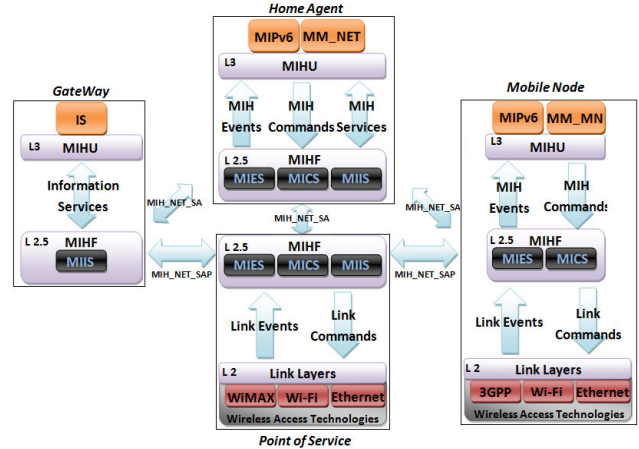 Home Agent
MIPv6
MM_NET
L3
MIHU
MIH Events
MIH Commands
MIH Services
L 2.5
MIHF
MIES
MICS
MIIS
GateWay
IS
L3
MIHU
Information Services
L 2.5
MIHF
MIIS
MIH_NET_SA
MIH_NET_SA
MIH_NET_SA
MIH_NET_SAP
MIH_NET_SAP
L 2.5
MIHF
MIES
MICS
MIIS
Link Events
Link Commands
L 2
Link Layers
WiMAX
Wi-Fi
Ethernet
Wireless Access Technologies
Point of Service
Mobile Node
MIPv6
MM_MN
L3
MIHU
MIH Events
MIH Commands
L 2.5
MIHF
MIES
MICS
Link Events
Link Commands
L 2
Link Layers
3GPP
Wi-Fi
Ethernet
Wireless Access Technologies